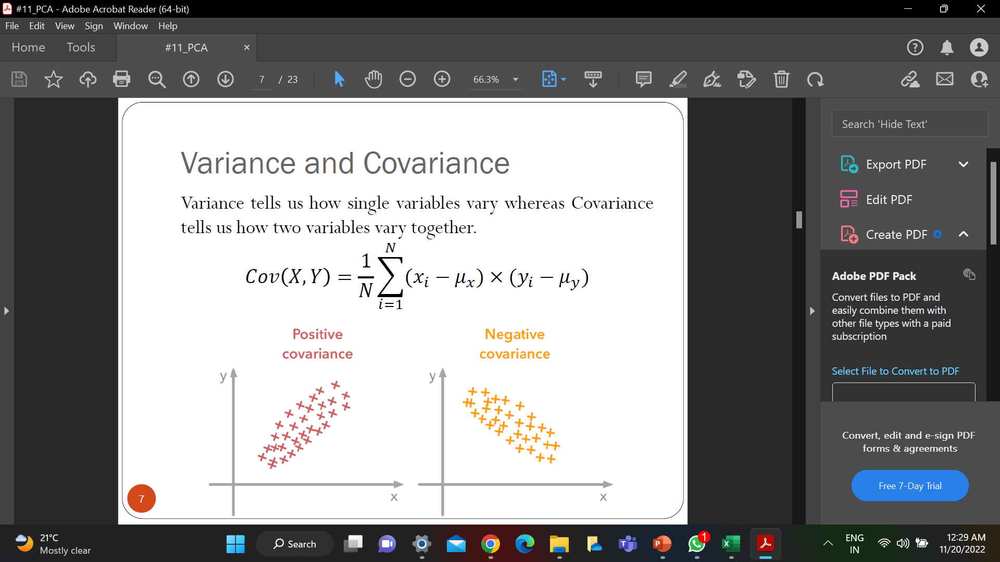 #11_PCA - Adobe Acrobat Reader (64-bit)
File Edit View Sign Window Help
Home Tools #11_PCA
7 / 23 66.3%
Variance and Covariance
Variance tells us how single variables vary whereas Covariance
tells us how two variables vary together.
Cov(X, Y) = 1/N ∑_{i=1}^{N} (x_i − μ_x) × (y_i − μ_y)
Positive
covariance
Negative
covariance
y
y
x
x
7
Search 'Hide Text'
Export PDF
Edit PDF
Create PDF
Adobe PDF Pack
Convert files to PDF and
easily combine them with
other file types with a paid
subscription
Select File to Convert to PDF
Convert, edit and e-sign PDF
forms & agreements
Free 7-Day Trial
21°C
Mostly clear
Search
1
ENG
IN
12:29 AM
11/20/2022